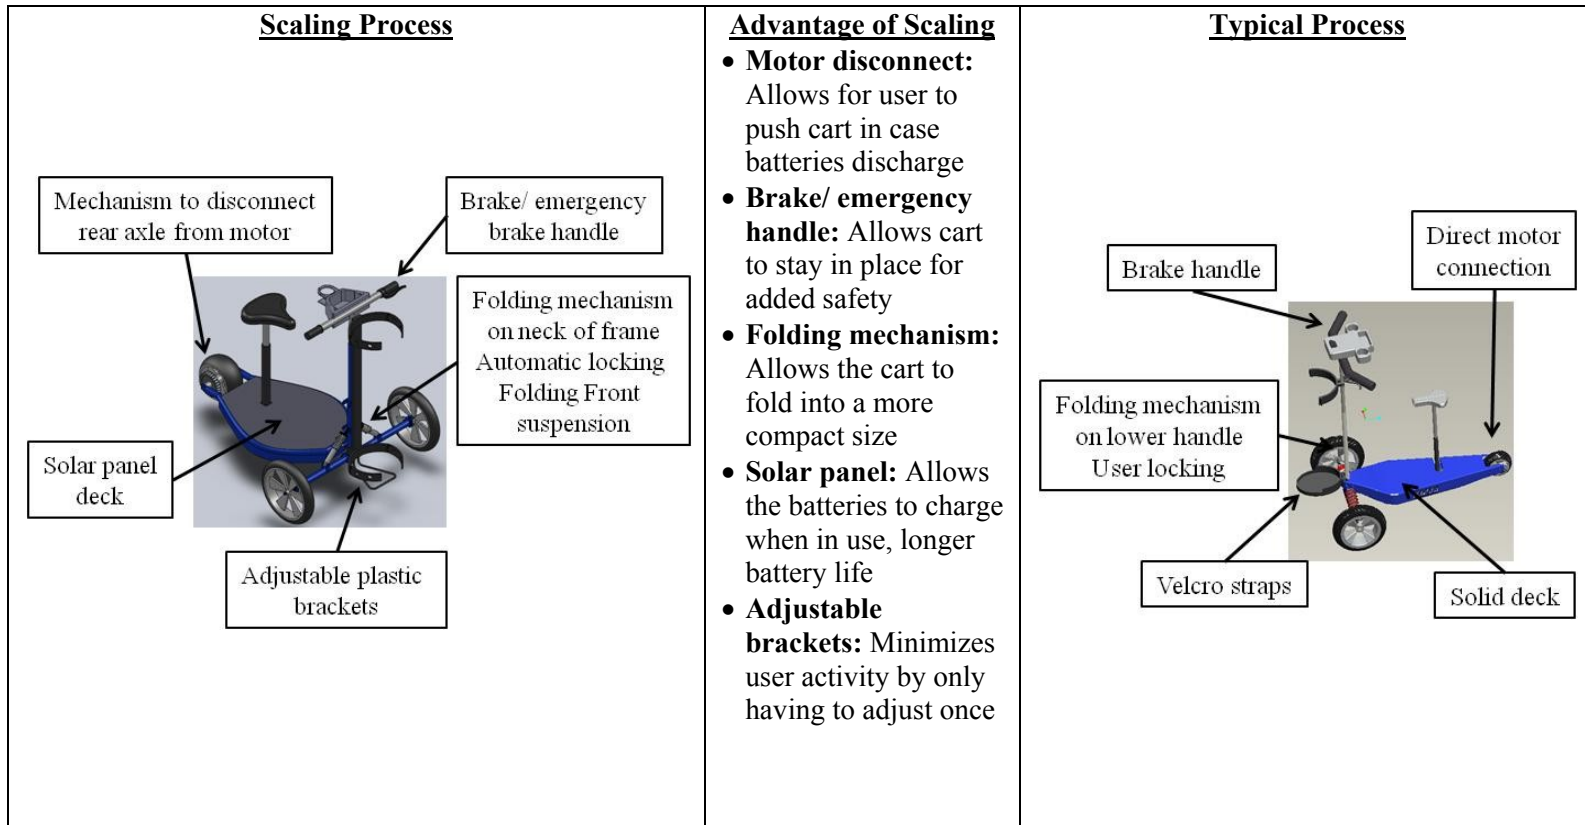 Scaling Process
Mechanism to disconnect
rear axle from motor
Brake/ emergency
brake handle
Folding mechanism
on neck of frame
Automatic locking
Folding Front
suspension
Solar panel
deck
Adjustable plastic
brackets
Advantage of Scaling
• Motor disconnect:
Allows for user to
push cart in case
batteries discharge
• Brake/ emergency
handle: Allows cart
to stay in place for
added safety
• Folding mechanism:
Allows the cart to
fold into a more
compact size
• Solar panel: Allows
the batteries to charge
when in use, longer
battery life
• Adjustable
brackets: Minimizes
user activity by only
having to adjust once
Typical Process
Brake handle
Direct motor
connection
Folding mechanism
on lower handle
User locking
Velcro straps
Solid deck